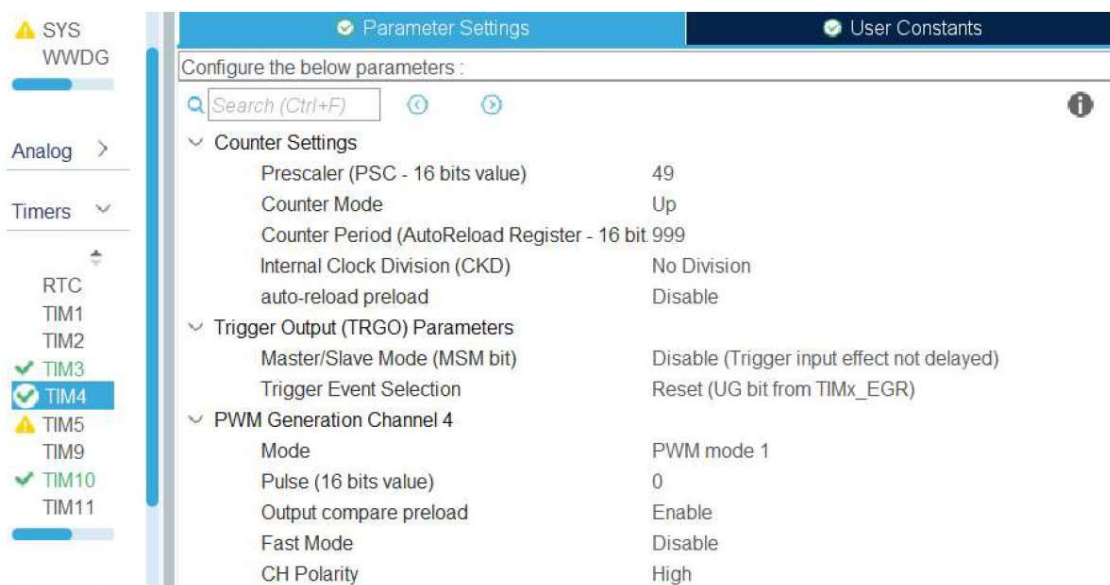 SYS
WWDG
Analog
Timers
RTC
TIM1
TIM2
TIM3
TIM4
TIM5
TIM9
TIM10
TIM11
Parameter Settings
User Constants
Configure the below parameters :
Search (Ctrl+F)
Counter Settings
Prescaler (PSC - 16 bits value) 49
Counter Mode Up
Counter Period (AutoReload Register - 16 bit 999
Internal Clock Division (CKD) No Division
auto-reload preload Disable
Trigger Output (TRGO) Parameters
Master/Slave Mode (MSM bit) Disable (Trigger input effect not delayed)
Trigger Event Selection Reset (UG bit from TIMx_EGR)
PWM Generation Channel 4
Mode PWM mode 1
Pulse (16 bits value) 0
Output compare preload Enable
Fast Mode Disable
CH Polarity High